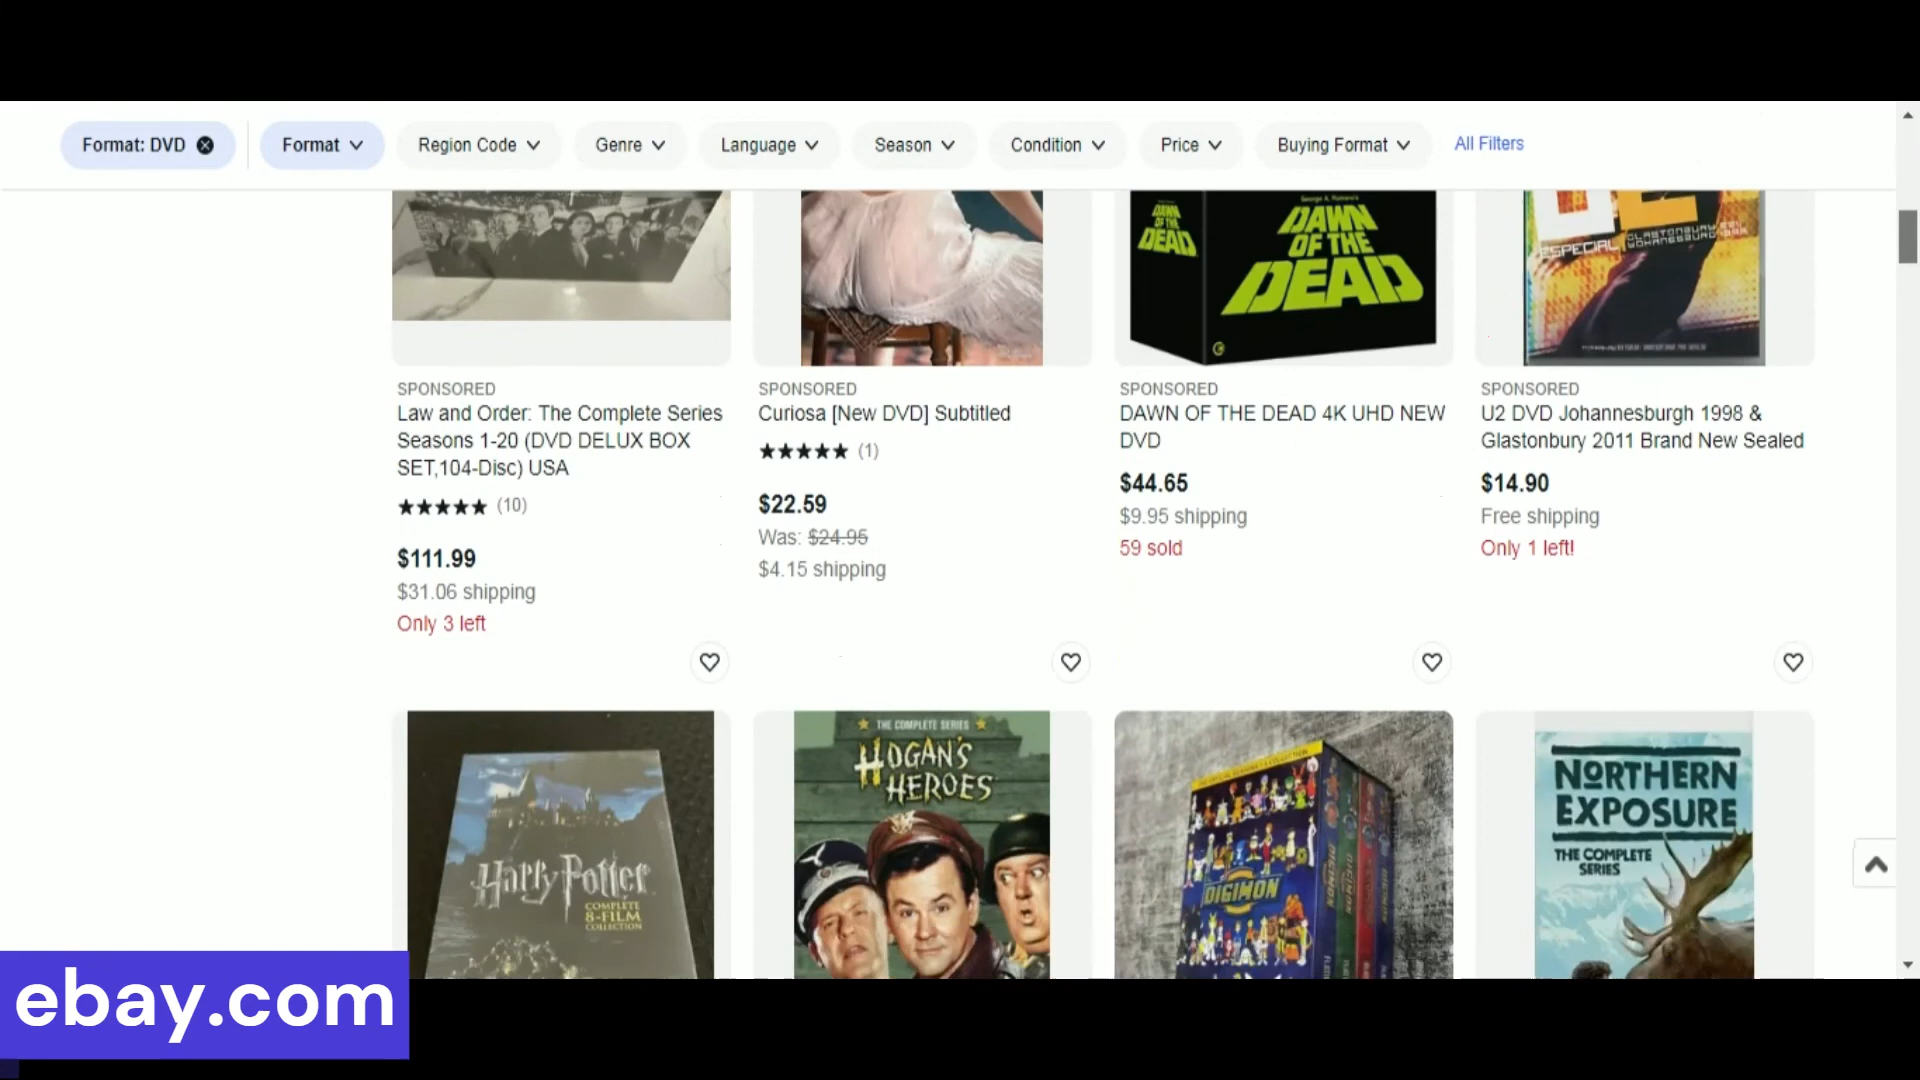 Format: DVD
Format
Region Code
Genre
Language
Season
Condition
Price
Buying Format
All Filters
DAWN OF THE DEAD
George A. Romero's
DAWN
OF THE
DEAD
ESPECIAL
SPONSORED
Law and Order: The Complete Series
Seasons 1-20 (DVD DELUX BOX
SET,104-Disc) USA
★★★★★ (10)
$111.99
$31.06 shipping
Only 3 left
SPONSORED
Curiosa [New DVD] Subtitled
★★★★★ (1)
$22.59
Was: $24.95
$4.15 shipping
SPONSORED
DAWN OF THE DEAD 4K UHD NEW
DVD
$44.65
$9.95 shipping
59 sold
SPONSORED
U2 DVD Johannesburgh 1998 &
Glastonbury 2011 Brand New Sealed
$14.90
Free shipping
Only 1 left!
Harry Potter
COMPLETE
8-FILM
COLLECTION
THE COMPLETE SERIES
HOGAN'S
HEROES
DIGIMON
NORTHERN
EXPOSURE
THE COMPLETE
SERIES
ebay.com